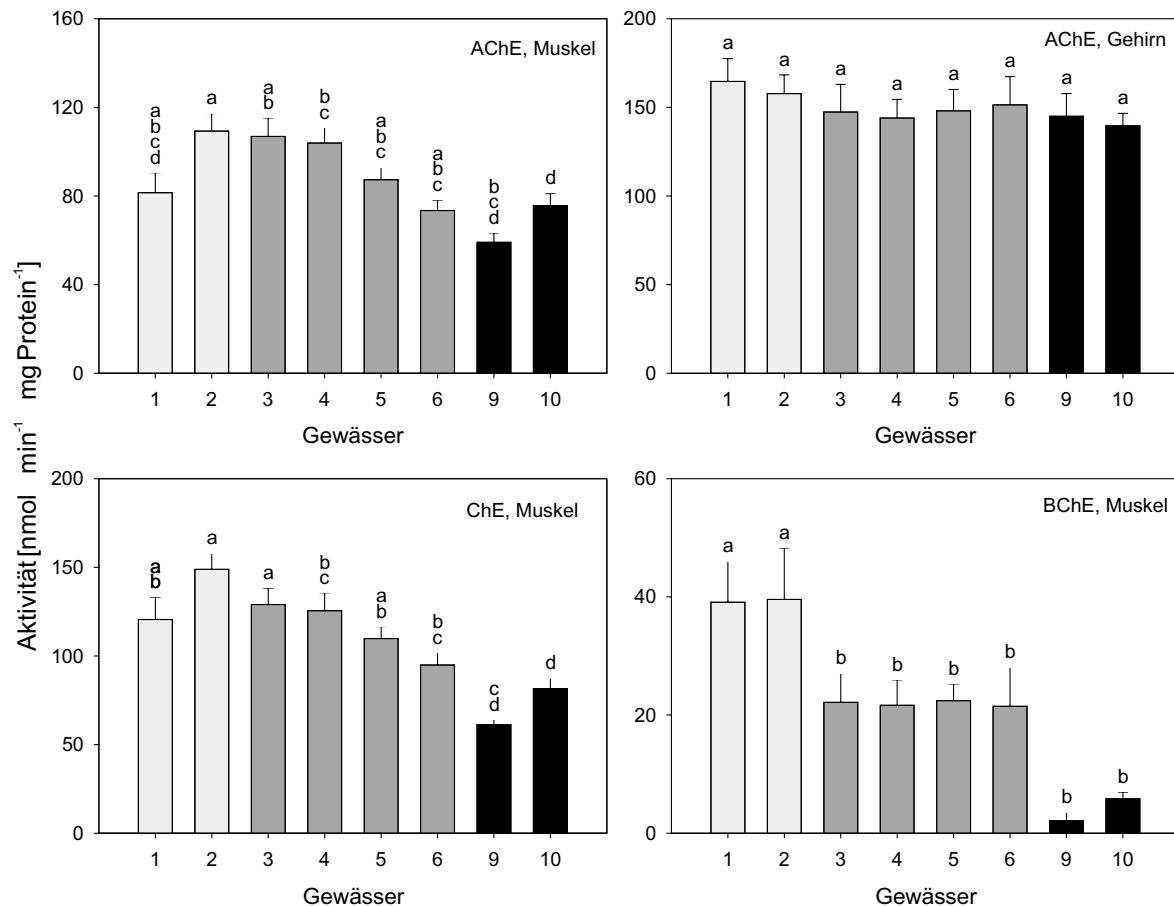 Aktivität [nmol min-1 mg Protein-1]
160
120
80
40
0
AChE, Muskel
a
b
c
d
a
a
b
b
c
a
b
c
a
b
c
b
c
d
d
1 2 3 4 5 6 9 10
Gewässer
200
150
100
50
0
AChE, Gehirn
a a a a a a a a
1 2 3 4 5 6 9 10
Gewässer
200
150
100
50
0
ChE, Muskel
a
b
a
a
b
c
a
b
b
c
c
d
d
1 2 3 4 5 6 9 10
Gewässer
60
40
20
0
BChE, Muskel
a a b b b b b b
1 2 3 4 5 6 9 10
Gewässer